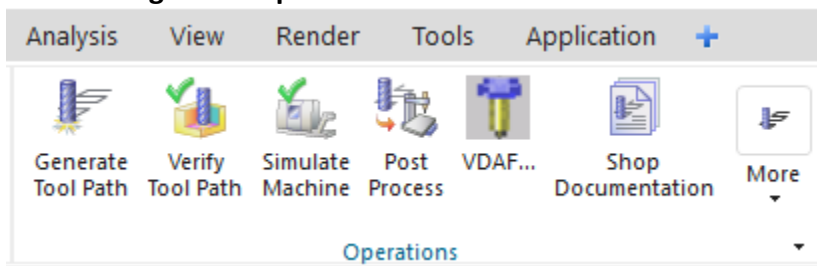 Analysis View Render Tools Application
Generate Tool Path
Verify Tool Path
Simulate Machine
Post Process
VDAF...
Shop Documentation
More
Operations